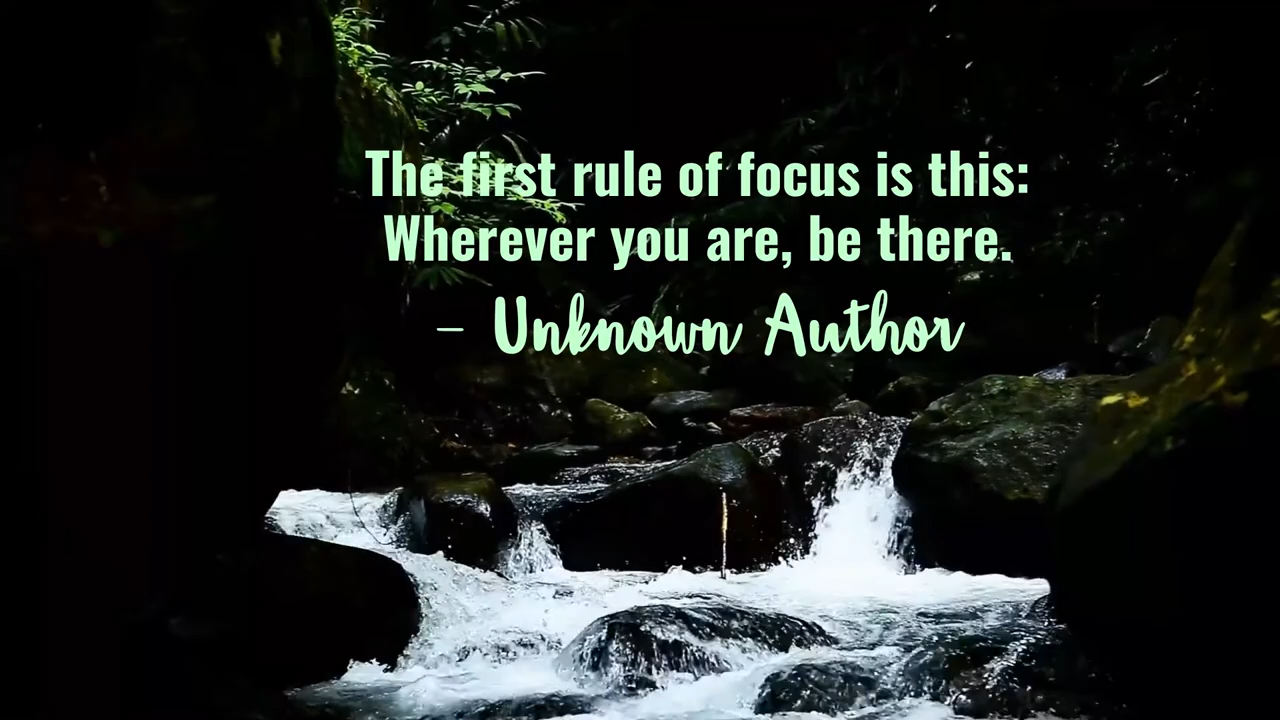 The first rule of focus is this:
Wherever you are, be there.
– Unknown Author